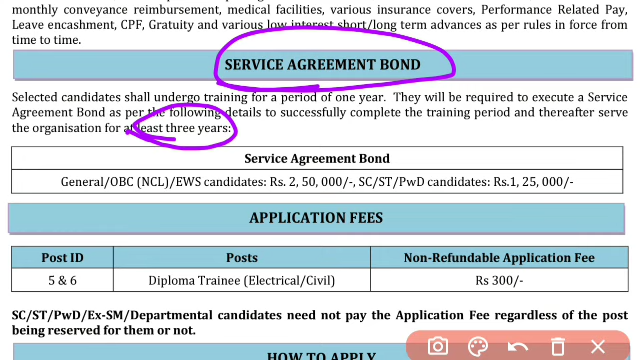 monthly conveyance reimbursement, medical facilities, various insurance covers, Performance Related Pay,
Leave encashment, CPF, Gratuity and various low interest short/long term advances as per rules in force from
time to time.
SERVICE AGREEMENT BOND
Selected candidates shall undergo training for a period of one year. They will be required to execute a Service
Agreement Bond as per the following details to successfully complete the training period and thereafter serve
the organisation for at least three years:
Service Agreement Bond
General/OBC (NCL)/EWS candidates: Rs. 2, 50, 000/-, SC/ST/PwD candidates: Rs.1, 25, 000/-
APPLICATION FEES
Post ID Posts Non-Refundable Application Fee
5 & 6 Diploma Trainee (Electrical/Civil) Rs 300/-
SC/ST/PwD/Ex-SM/Departmental candidates need not pay the Application Fee regardless of the post
being reserved for them or not.
HOW TO APPLY